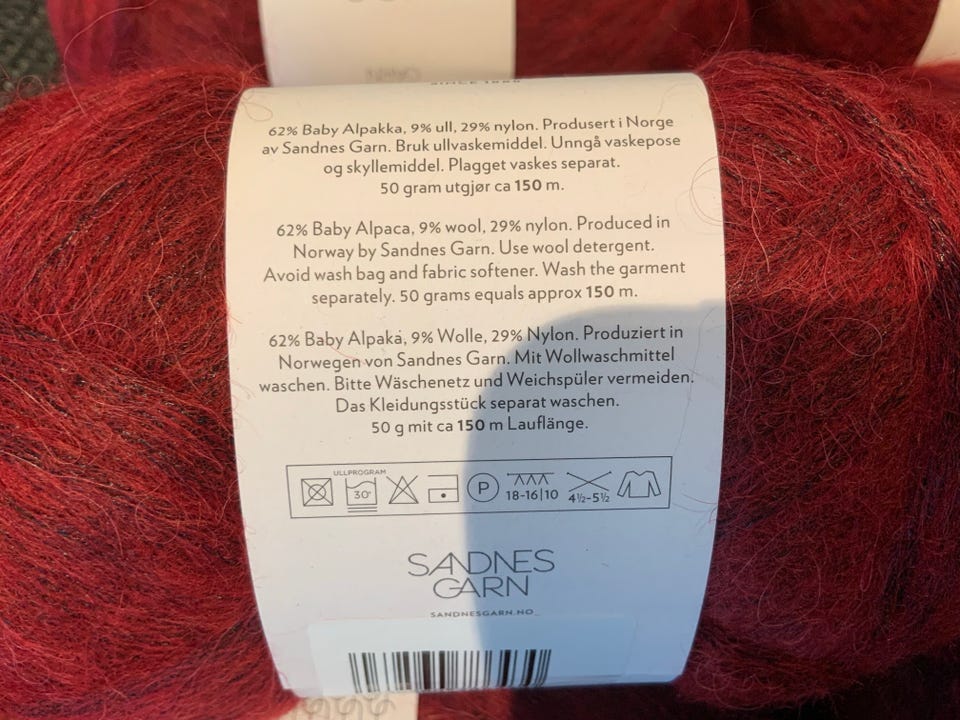 62% Baby Alpakka, 9% ull, 29% nylon. Produsert i Norge
av Sandnes Garn. Bruk ullvaskemiddel. Unngå vaskepose
og skyllemiddel. Plagget vaskes separat.
50 gram utgjør ca 150 m.
62% Baby Alpaca, 9% wool, 29% nylon. Produced in
Norway by Sandnes Garn. Use wool detergent.
Avoid wash bag and fabric softener. Wash the garment
separately. 50 grams equals approx 150 m.
62% Baby Alpaka, 9% Wolle, 29% Nylon. Produziert in
Norwegen von Sandnes Garn. Mit Wollwaschmittel
waschen. Bitte Wäschenetz und Weichspüler vermeiden.
Das Kleidungsstück separat waschen.
50 g mit ca 150 m Lauflänge.
ULLPROGRAM
30° P 18-16|10 4½-5½
SANDNES
GARN
SANDNESGARN.NO